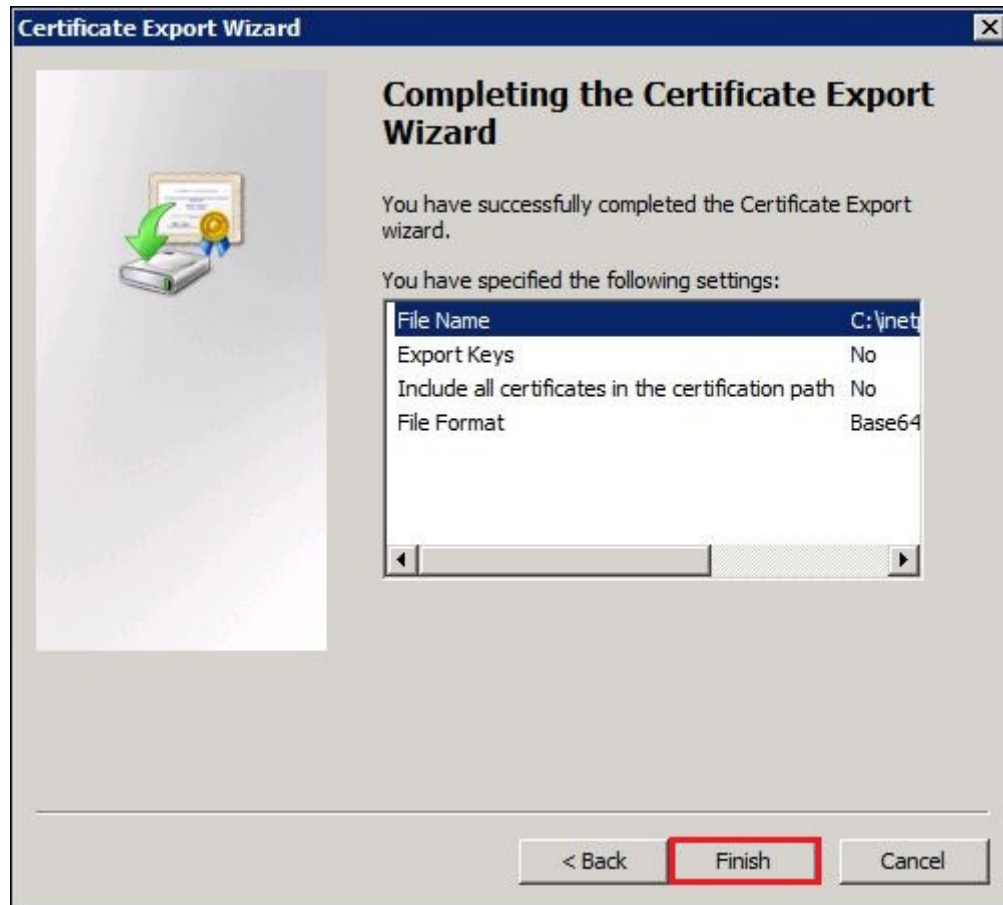 Certificate Export Wizard
Completing the Certificate Export
Wizard
You have successfully completed the Certificate Export
wizard.
You have specified the following settings:
File Name C:\inetp
Export Keys No
Include all certificates in the certification path No
File Format Base64
< Back Finish Cancel